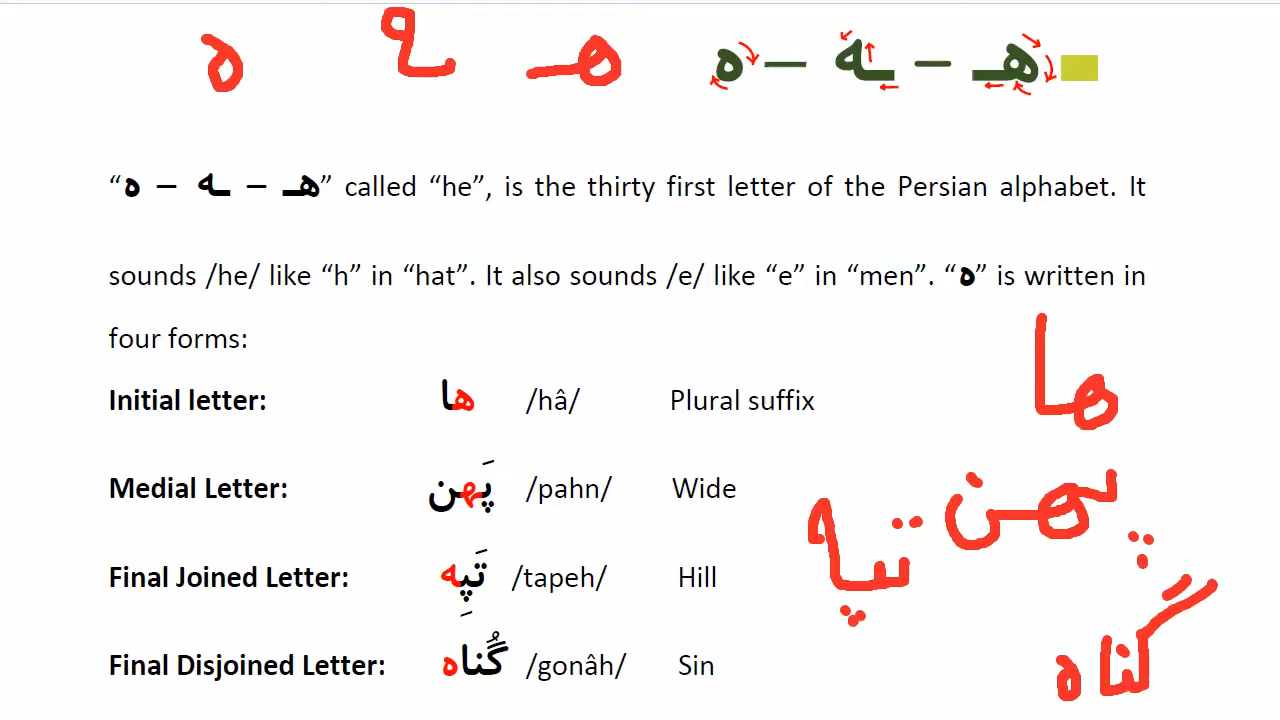 هـ – ـه – ه هـ ـه ه
“هـ – ـه – ه” called “he”, is the thirty first letter of the Persian alphabet. It
sounds /he/ like “h” in “hat”. It also sounds /e/ like “e” in “men”. “ه” is written in
four forms:
Initial letter: ها /hâ/ Plural suffix ها
Medial Letter: پَهن /pahn/ Wide پهن
Final Joined Letter: تَپِه /tapeh/ Hill تپه
Final Disjoined Letter: گُناه /gonâh/ Sin گناه